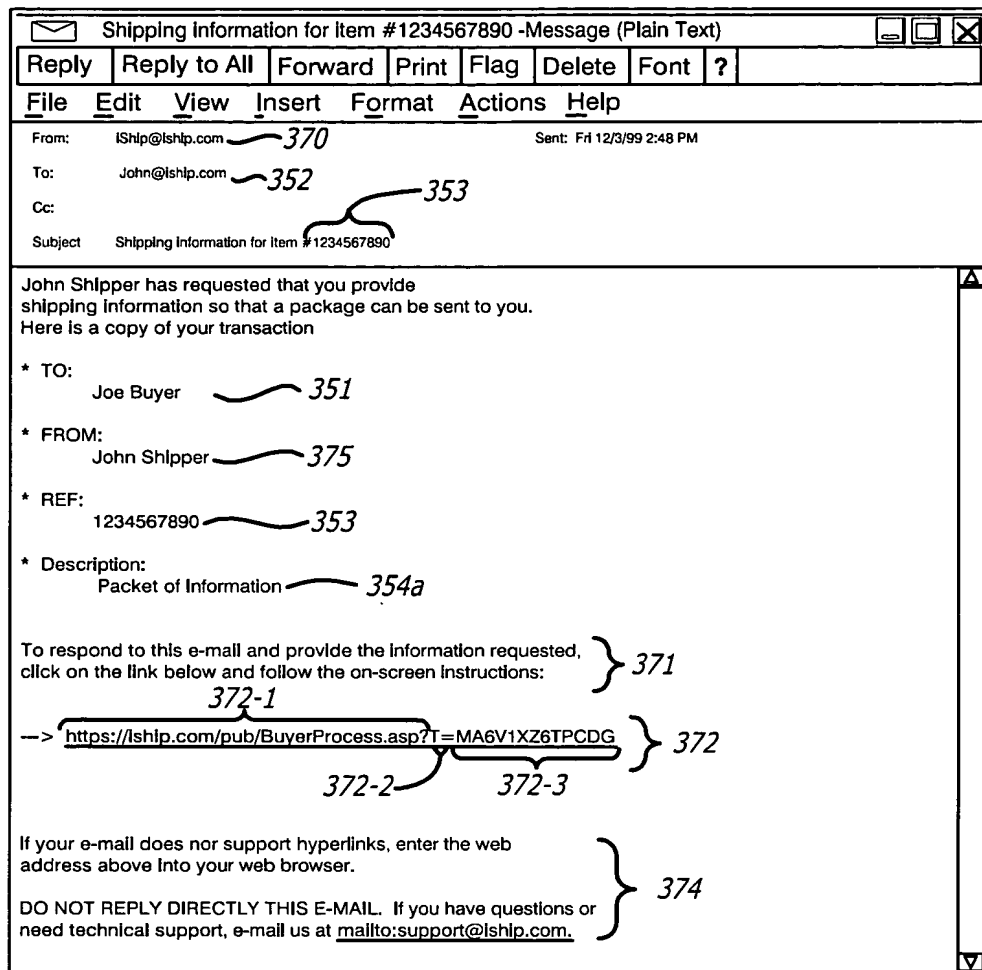 Shipping information for item #1234567890 -Message (Plain Text)
Reply Reply to All Forward Print Flag Delete Font ?
File Edit View Insert Format Actions Help
From: iShip@iship.com 370 Sent: Fri 12/3/99 2:48 PM
To: John@iship.com 352
353
Cc:
Subject Shipping information for item #1234567890
John Shipper has requested that you provide
shipping information so that a package can be sent to you.
Here is a copy of your transaction
* TO:
Joe Buyer 351
* FROM:
John Shipper 375
* REF:
1234567890 353
* Description:
Packet of Information 354a
To respond to this e-mail and provide the information requested,
click on the link below and follow the on-screen instructions:
371
372-1
---> https://iship.com/pub/BuyerProcess.asp?T=MA6V1XZ6TPCDG 372
372-2 372-3
If your e-mail does nor support hyperlinks, enter the web
address above into your web browser.
374
DO NOT REPLY DIRECTLY THIS E-MAIL. If you have questions or
need technical support, e-mail us at mailto:support@iship.com.